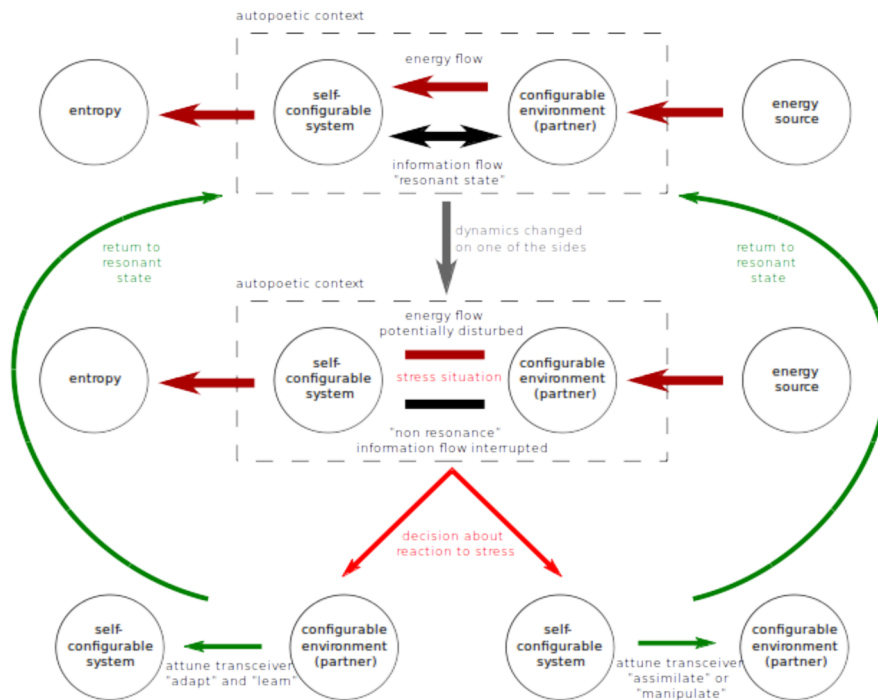 autopoetic context
energy flow
entropy
self-
configurable
system
configurable
environment
(partner)
energy
source
information flow
"resonant state"
dynamics changed
on one of the sides
return to
resonant
state
return to
resonant
state
autopoetic context
energy flow
potentially disturbed
entropy
self-
configurable
system
stress situation
configurable
environment
(partner)
energy
source
"non resonance"
information flow interrupted
decision about
reaction to stress
self-
configurable
system
configurable
environment
(partner)
attune transceiver
"adapt" and "learn"
self-
configurable
system
configurable
environment
(partner)
attune transceiver
"assimilate" or
"manipulate"